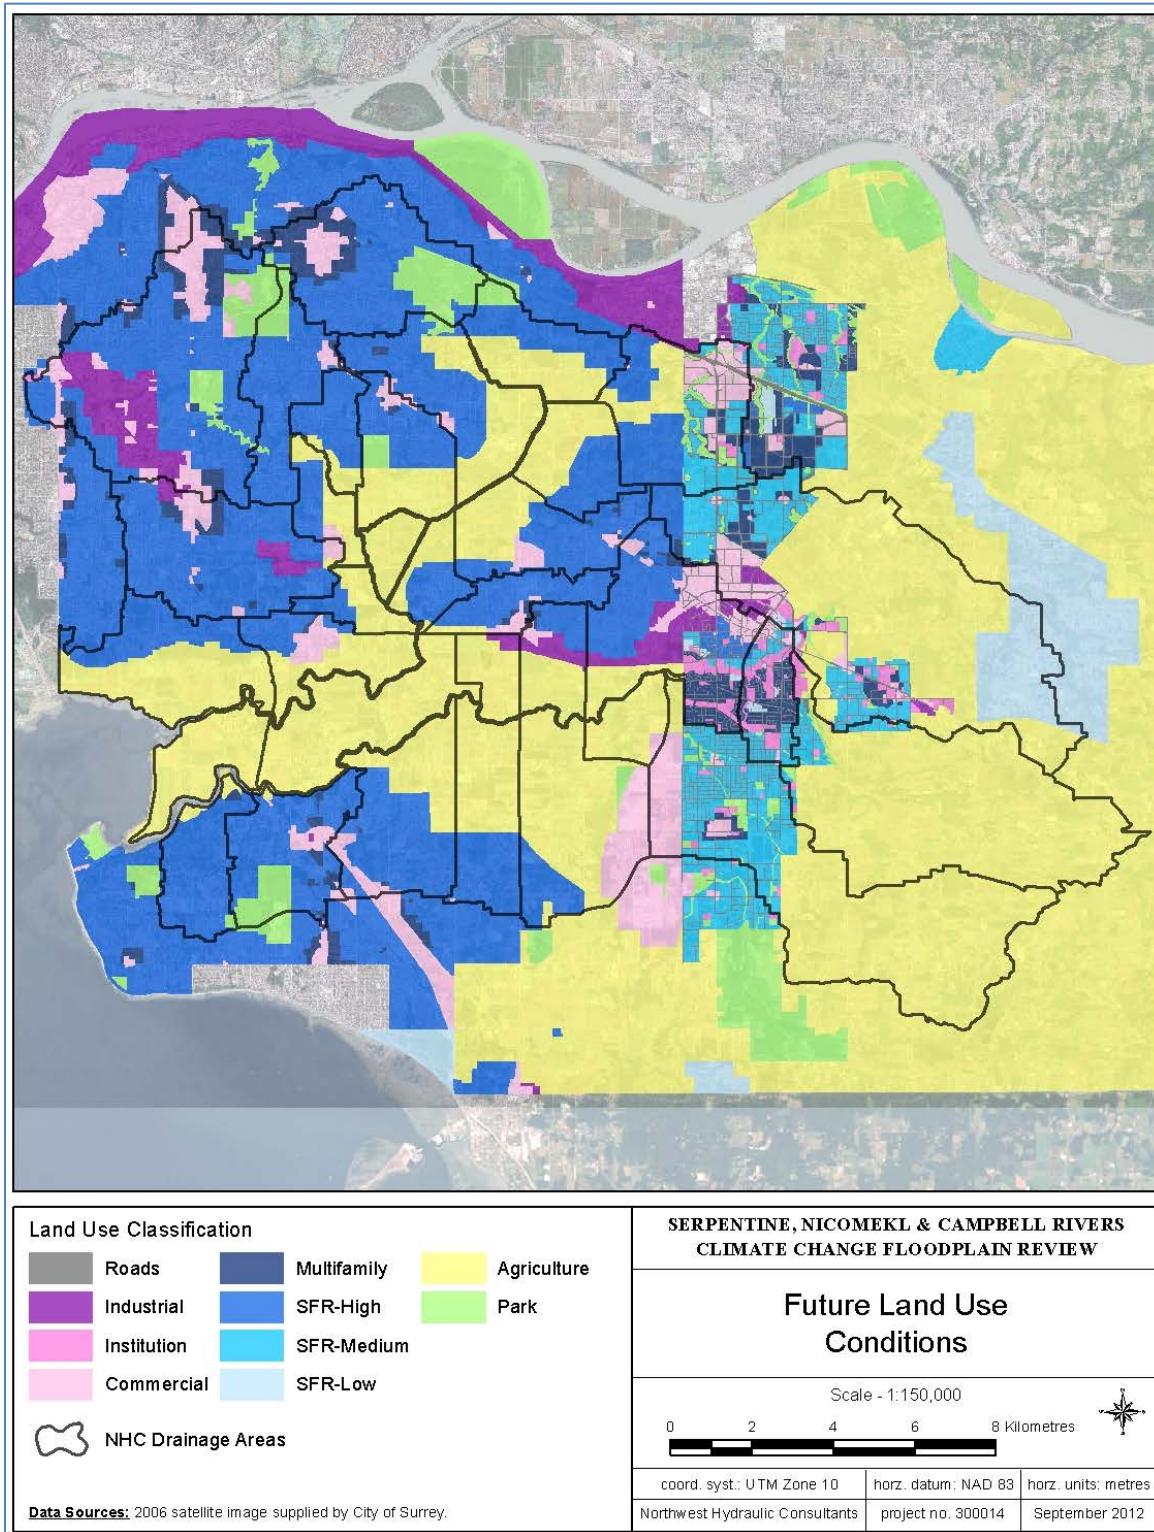 Land Use Classification
Roads
Industrial
Institution
Commercial
Multifamily
SFR-High
SFR-Medium
SFR-Low
Agriculture
Park
NHC Drainage Areas
Data Sources: 2006 satellite image supplied by City of Surrey.
SERPENTINE, NICOMEKL & CAMPBELL RIVERS
CLIMATE CHANGE FLOODPLAIN REVIEW
Future Land Use
Conditions
Scale - 1:150,000
0 2 4 6 8 Kilometres
coord. syst.: UTM Zone 10 horz. datum: NAD 83 horz. units: metres
Northwest Hydraulic Consultants project no. 300014 September 2012